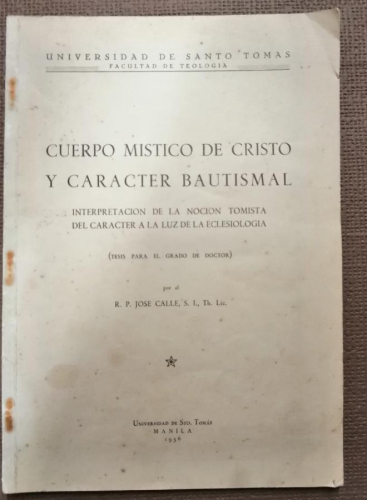 UNIVERSIDAD DE SANTO TOMAS
FACULTAD DE TEOLOGIA
CUERPO MISTICO DE CRISTO
Y CARACTER BAUTISMAL
INTERPRETACION DE LA NOCION TOMISTA
DEL CARACTER A LA LUZ DE LA ECLESIOLOGIA
(TESIS PARA EL GRADO DE DOCTOR)
por el
R. P. JOSE CALLE, S. I., Th. Lic.
UNIVERSIDAD DE STO. TOMÁS
MANILA
1958